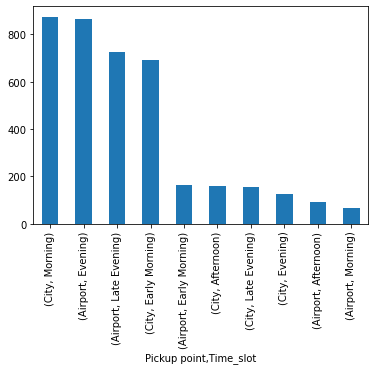 800
600
400
200
0
(City, Morning)
(Airport, Evening)
(Airport, Late Evening)
(City, Early Morning)
(Airport, Early Morning)
(City, Afternoon)
(City, Late Evening)
(City, Evening)
(Airport, Afternoon)
(Airport, Morning)
Pickup point,Time_slot